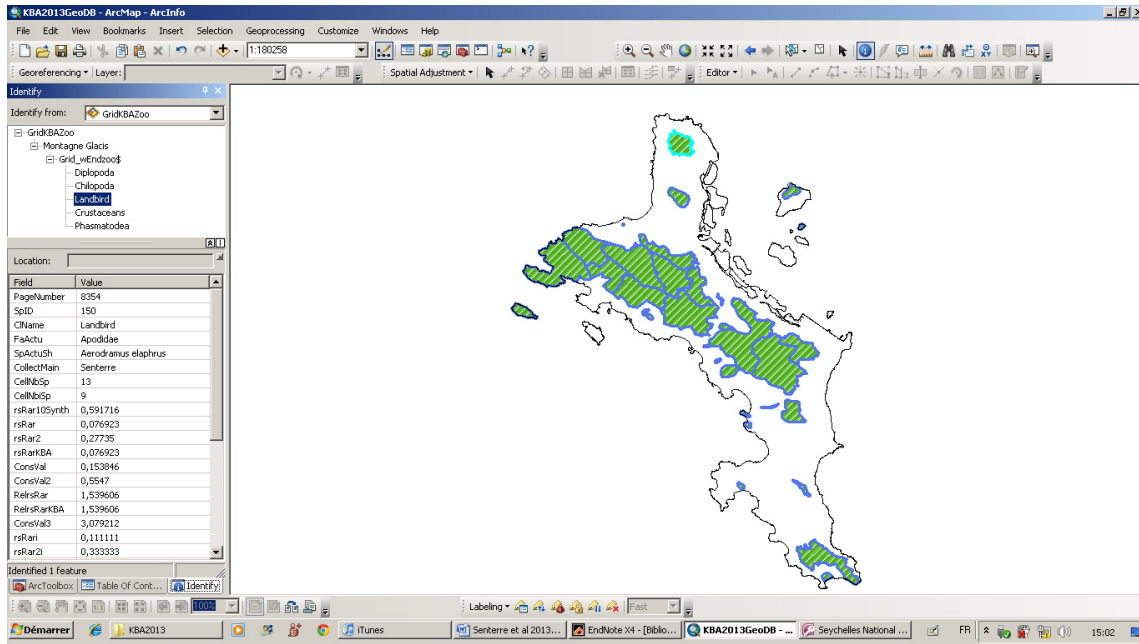 KBA2013GeoDB - ArcMap - ArcInfo
File Edit View Bookmarks Insert Selection Geoprocessing Customize Windows Help
1:180258
Georeferencing Layer: Spatial Adjustment Editor
Identify
Identify from: GridKBAZoo
GridKBAZoo
Montagne Glacis
Grid_wEndzoo$
Diplopoda
Chilopoda
Landbird
Crustaceans
Phasmatodea
Location:
Field Value
PageNumber 8354
SpID 150
ClName Landbird
FaActu Apodidae
SpActuSh Aerodramus elaphrus
CollectMain Senterre
CellNbSp 13
CellNbiSp 9
rsRar10Synth 0,591716
rsRar 0,076923
rsRar2 0,27735
rsRarKBA 0,076923
ConsVal 0,153846
ConsVal2 0,5547
RelrsRar 1,539606
RelrsRarKBA 1,539606
ConsVal3 3,079212
rsRari 0,111111
rsRar2i 0,333333
Identified 1 feature
ArcToolbox Table Of Cont... Identify
100% Labeling Fast
Démarrer KBA2013 iTunes Senterre et al 2013... EndNote X4 - [Biblio... KBA2013GeoDB - ... Seychelles National ... FR 15:02